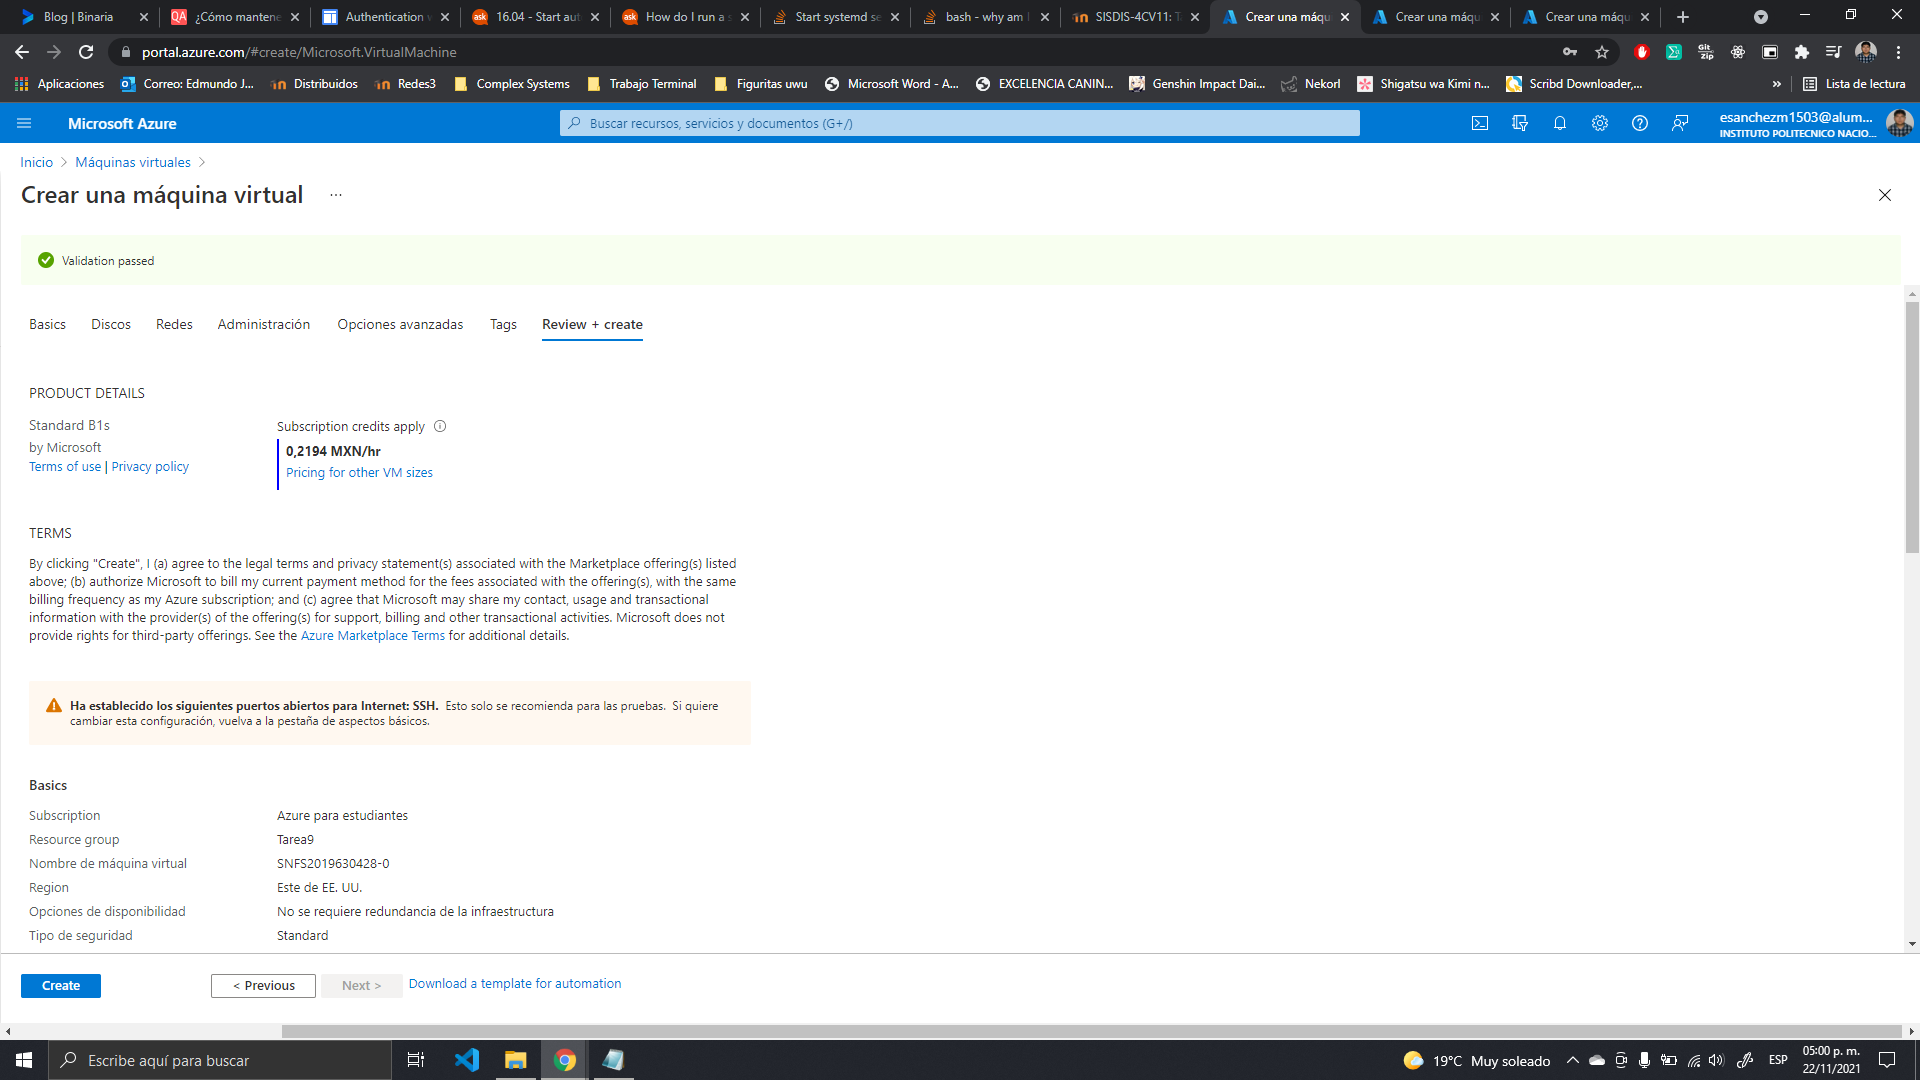 Blog | Binaria
¿Cómo mantene
Authentication
16.04 - Start aut
How do I run a s
Start systemd se
bash - why am I
SISDIS-4CV11: T
Crear una máqu
Crear una máqu
Crear una máqu
portal.azure.com/#create/Microsoft.VirtualMachine
Aplicaciones
Correo: Edmundo J...
Distribuidos
Redes3
Complex Systems
Trabajo Terminal
Figuritas uwu
Microsoft Word - A...
EXCELENCIA CANIN...
Genshin Impact Dai...
Nekorl
Shigatsu wa Kimi n...
Scribd Downloader,...
»
Lista de lectura
Microsoft Azure
Buscar recursos, servicios y documentos (G+/)
esanchezm1503@alum...
INSTITUTO POLITECNICO NACIO...
Inicio > Máquinas virtuales >
Crear una máquina virtual ...
Validation passed
Basics Discos Redes Administración Opciones avanzadas Tags Review + create
PRODUCT DETAILS
Standard B1s
by Microsoft
Terms of use | Privacy policy
Subscription credits apply
0,2194 MXN/hr
Pricing for other VM sizes
TERMS
By clicking "Create", I (a) agree to the legal terms and privacy statement(s) associated with the Marketplace offering(s) listed
above; (b) authorize Microsoft to bill my current payment method for the fees associated with the offering(s), with the same
billing frequency as my Azure subscription; and (c) agree that Microsoft may share my contact, usage and transactional
information with the provider(s) of the offering(s) for support, billing and other transactional activities. Microsoft does not
provide rights for third-party offerings. See the Azure Marketplace Terms for additional details.
Ha establecido los siguientes puertos abiertos para Internet: SSH. Esto solo se recomienda para las pruebas. Si quiere
cambiar esta configuración, vuelva a la pestaña de aspectos básicos.
Basics
Subscription Azure para estudiantes
Resource group Tarea9
Nombre de máquina virtual SNFS2019630428-0
Region Este de EE. UU.
Opciones de disponibilidad No se requiere redundancia de la infraestructura
Tipo de seguridad Standard
Create
< Previous
Next >
Download a template for automation
Escribe aquí para buscar
19°C Muy soleado
ESP
05:00 p. m.
22/11/2021